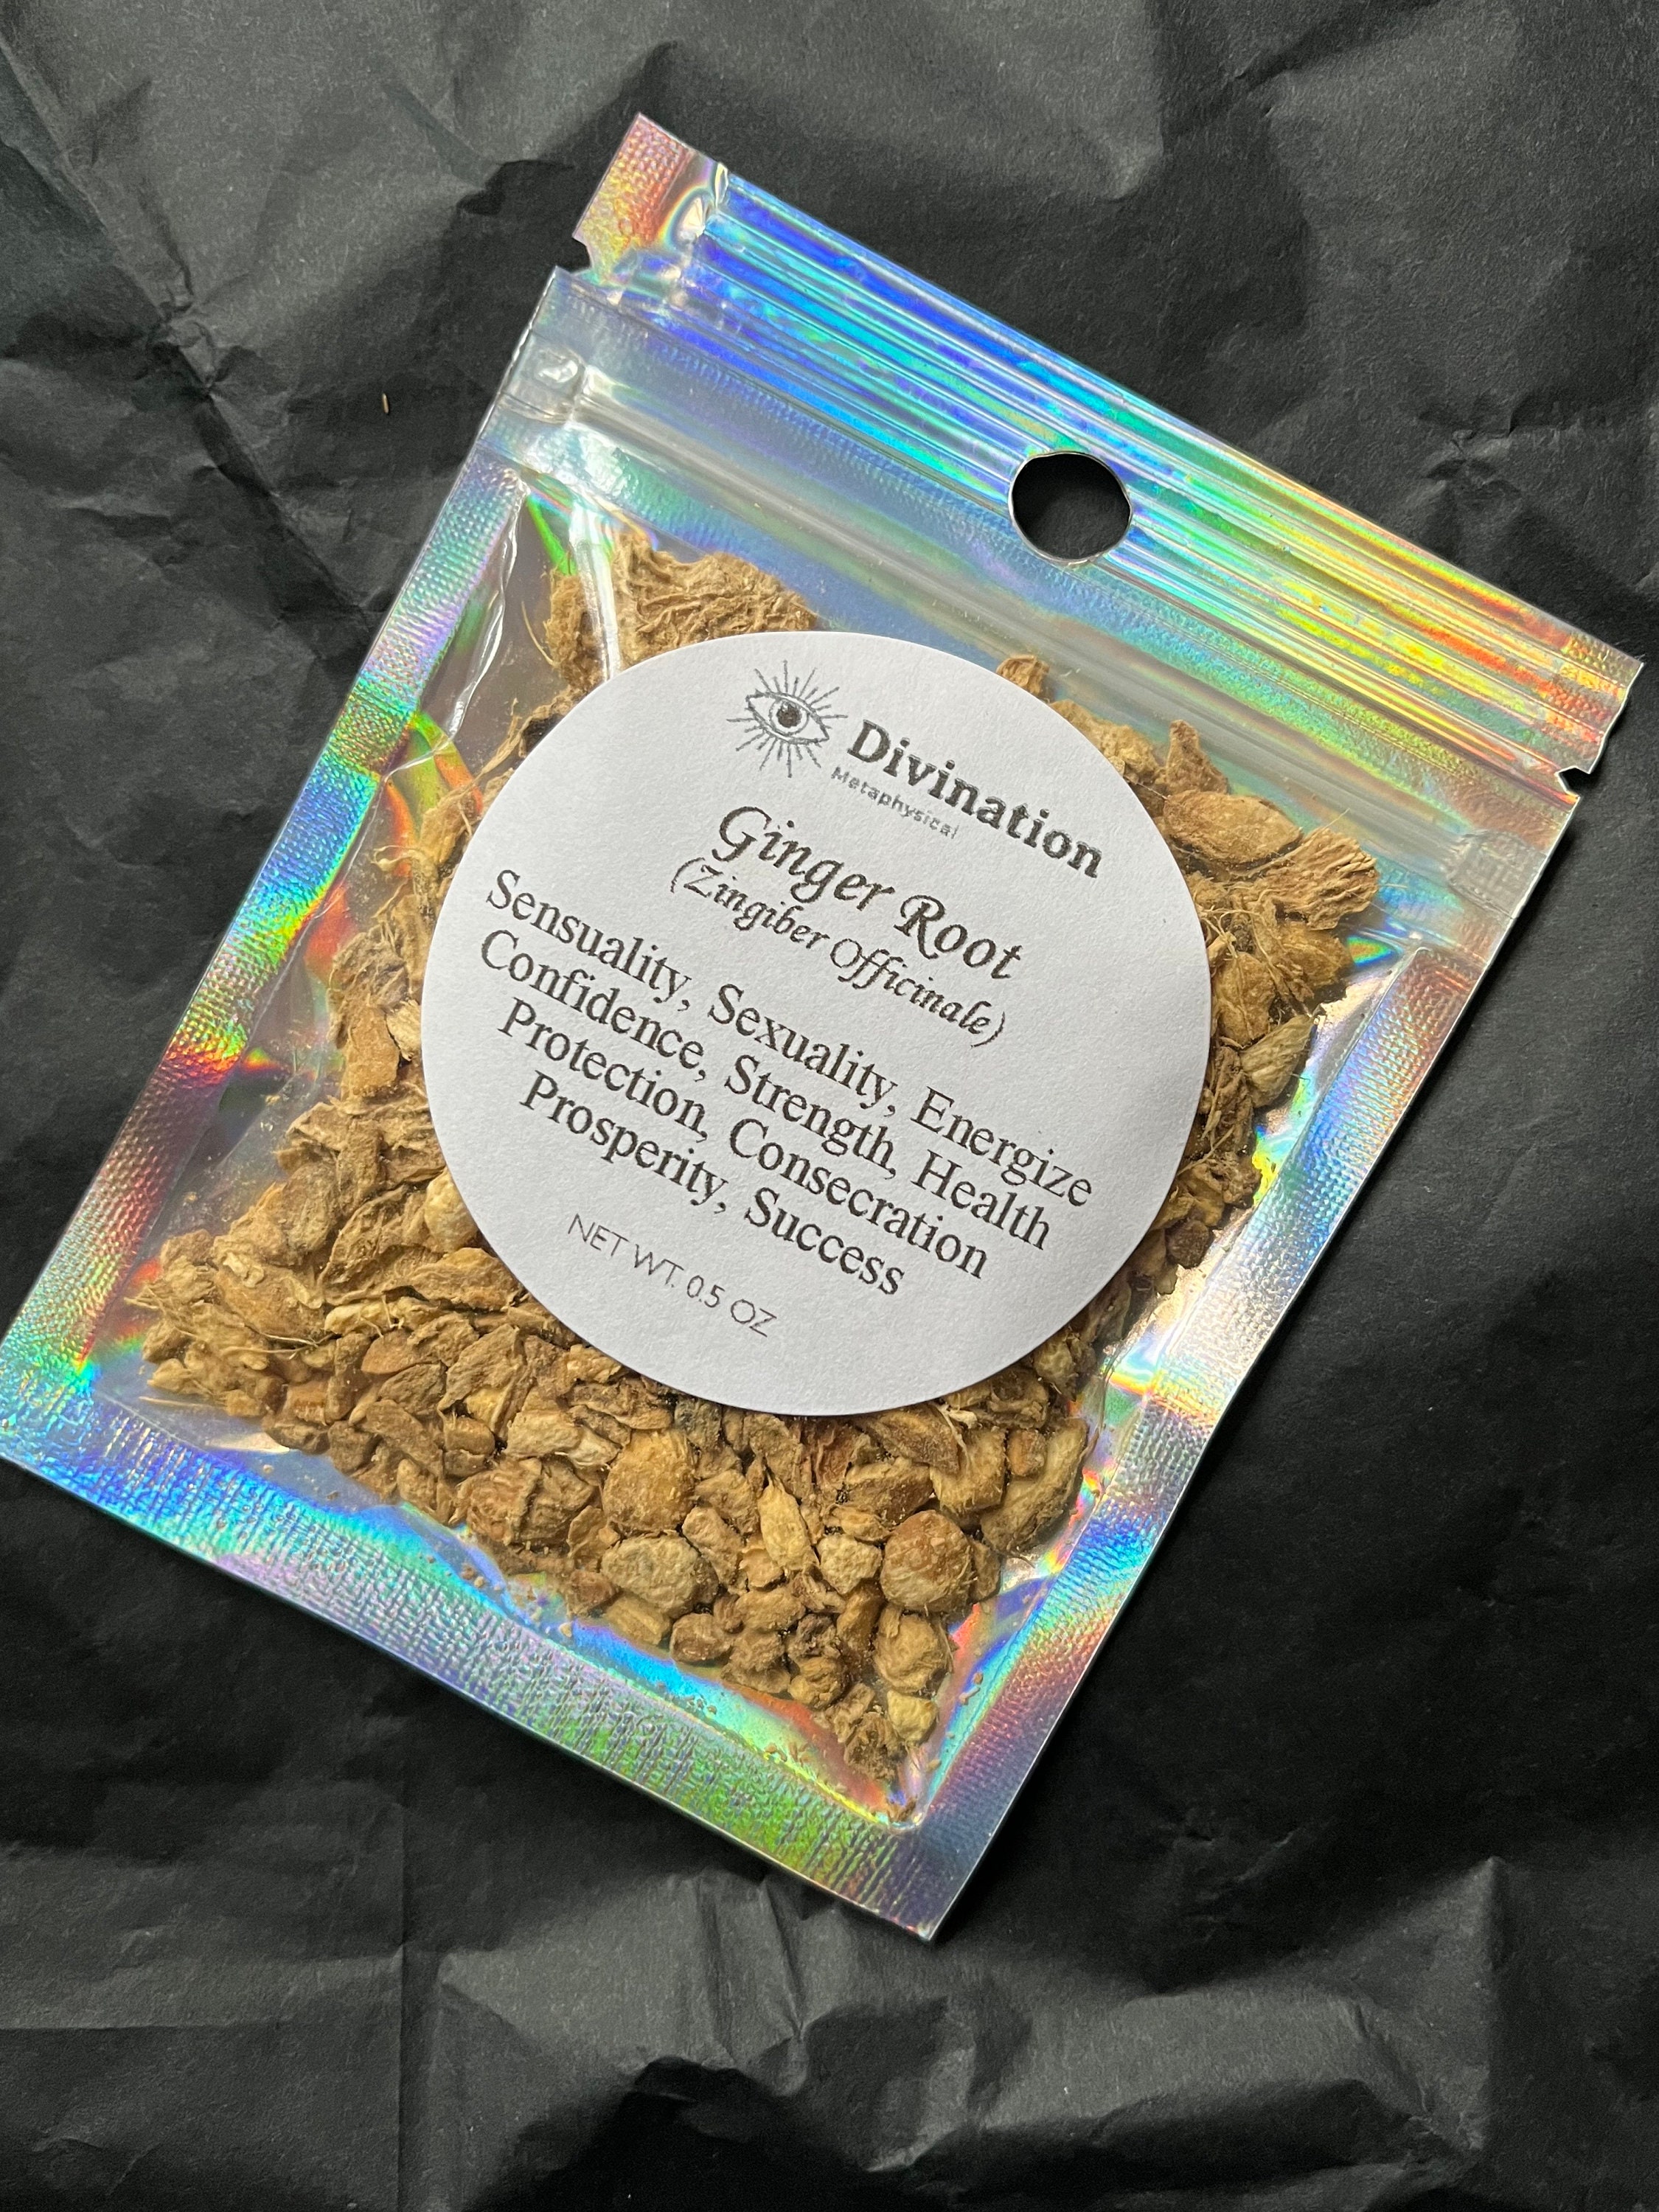 Divination
Metaphysical
Ginger Root
(Zingiber Officinale)
Sensuality, Sexuality, Energize
Confidence, Strength, Health
Protection, Consecration
Prosperity, Success
NET WT. 0.5 OZ